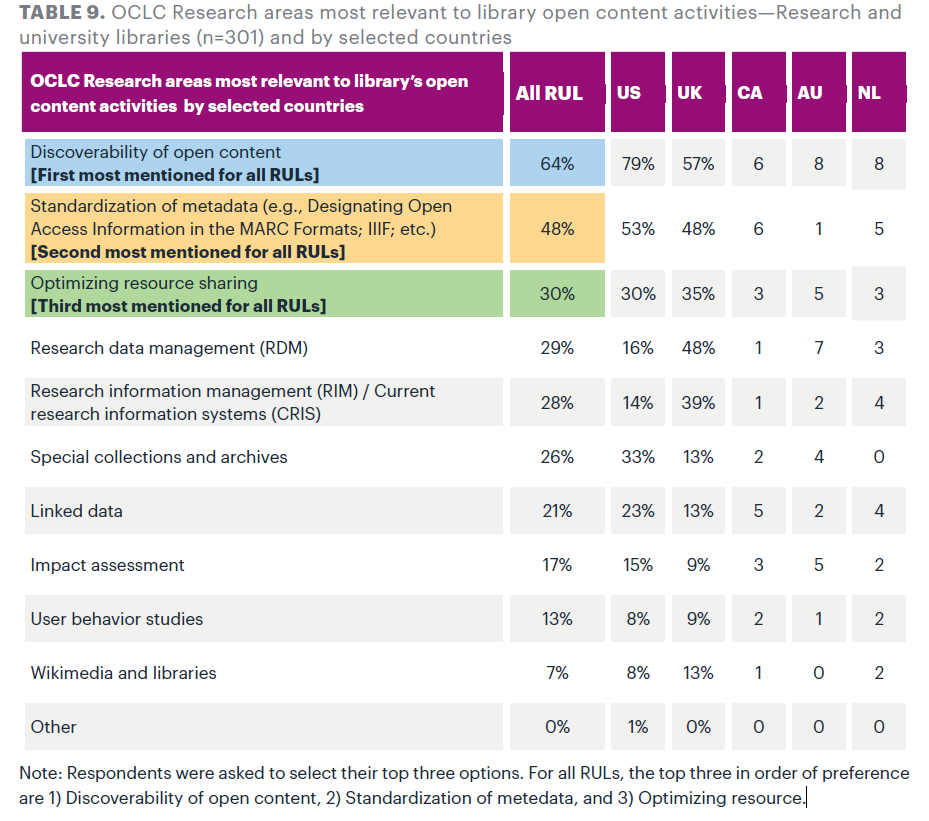 TABLE 9. OCLC Research areas most relevant to library open content activities—Research and
university libraries (n=301) and by selected countries
OCLC Research areas most relevant to library's open
content activities by selected countries
All RUL US UK CA AU NL
Discoverability of open content
[First most mentioned for all RULs]
64% 79% 57% 6 8 8
Standardization of metadata (e.g., Designating Open
Access Information in the MARC Formats; IIIF; etc.)
[Second most mentioned for all RULs]
48% 53% 48% 6 1 5
Optimizing resource sharing
[Third most mentioned for all RULs]
30% 30% 35% 3 5 3
Research data management (RDM) 29% 16% 48% 1 7 3
Research information management (RIM) / Current
research information systems (CRIS)
28% 14% 39% 1 2 4
Special collections and archives 26% 33% 13% 2 4 0
Linked data 21% 23% 13% 5 2 4
Impact assessment 17% 15% 9% 3 5 2
User behavior studies 13% 8% 9% 2 1 2
Wikimedia and libraries 7% 8% 13% 1 0 2
Other 0% 1% 0% 0 0 0
Note: Respondents were asked to select their top three options. For all RULs, the top three in order of preference
are 1) Discoverability of open content, 2) Standardization of metedata, and 3) Optimizing resource.